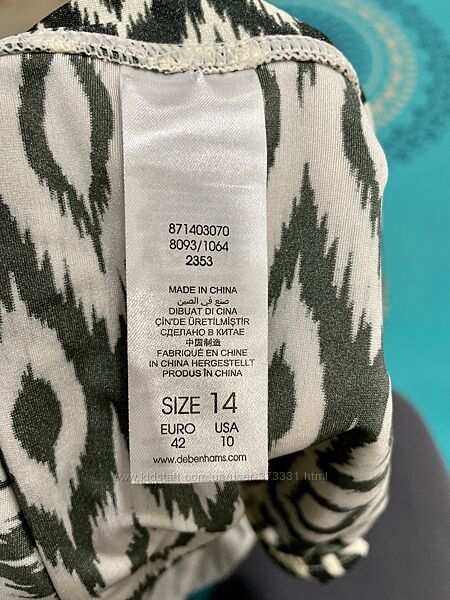 871403070
8093/1064
2353
MADE IN CHINA
صنع في الصين
DIBUAT DI CINA
ÇİN'DE ÜRETİLMİŞTİR
СДЕЛАНО В КИТАЕ
中国制造
FABRIQUÉ EN CHINE
IN CHINA HERGESTELLT
PRODUS ÎN CHINA
SIZE 14
EURO USA
42 10
www.debenhams.com